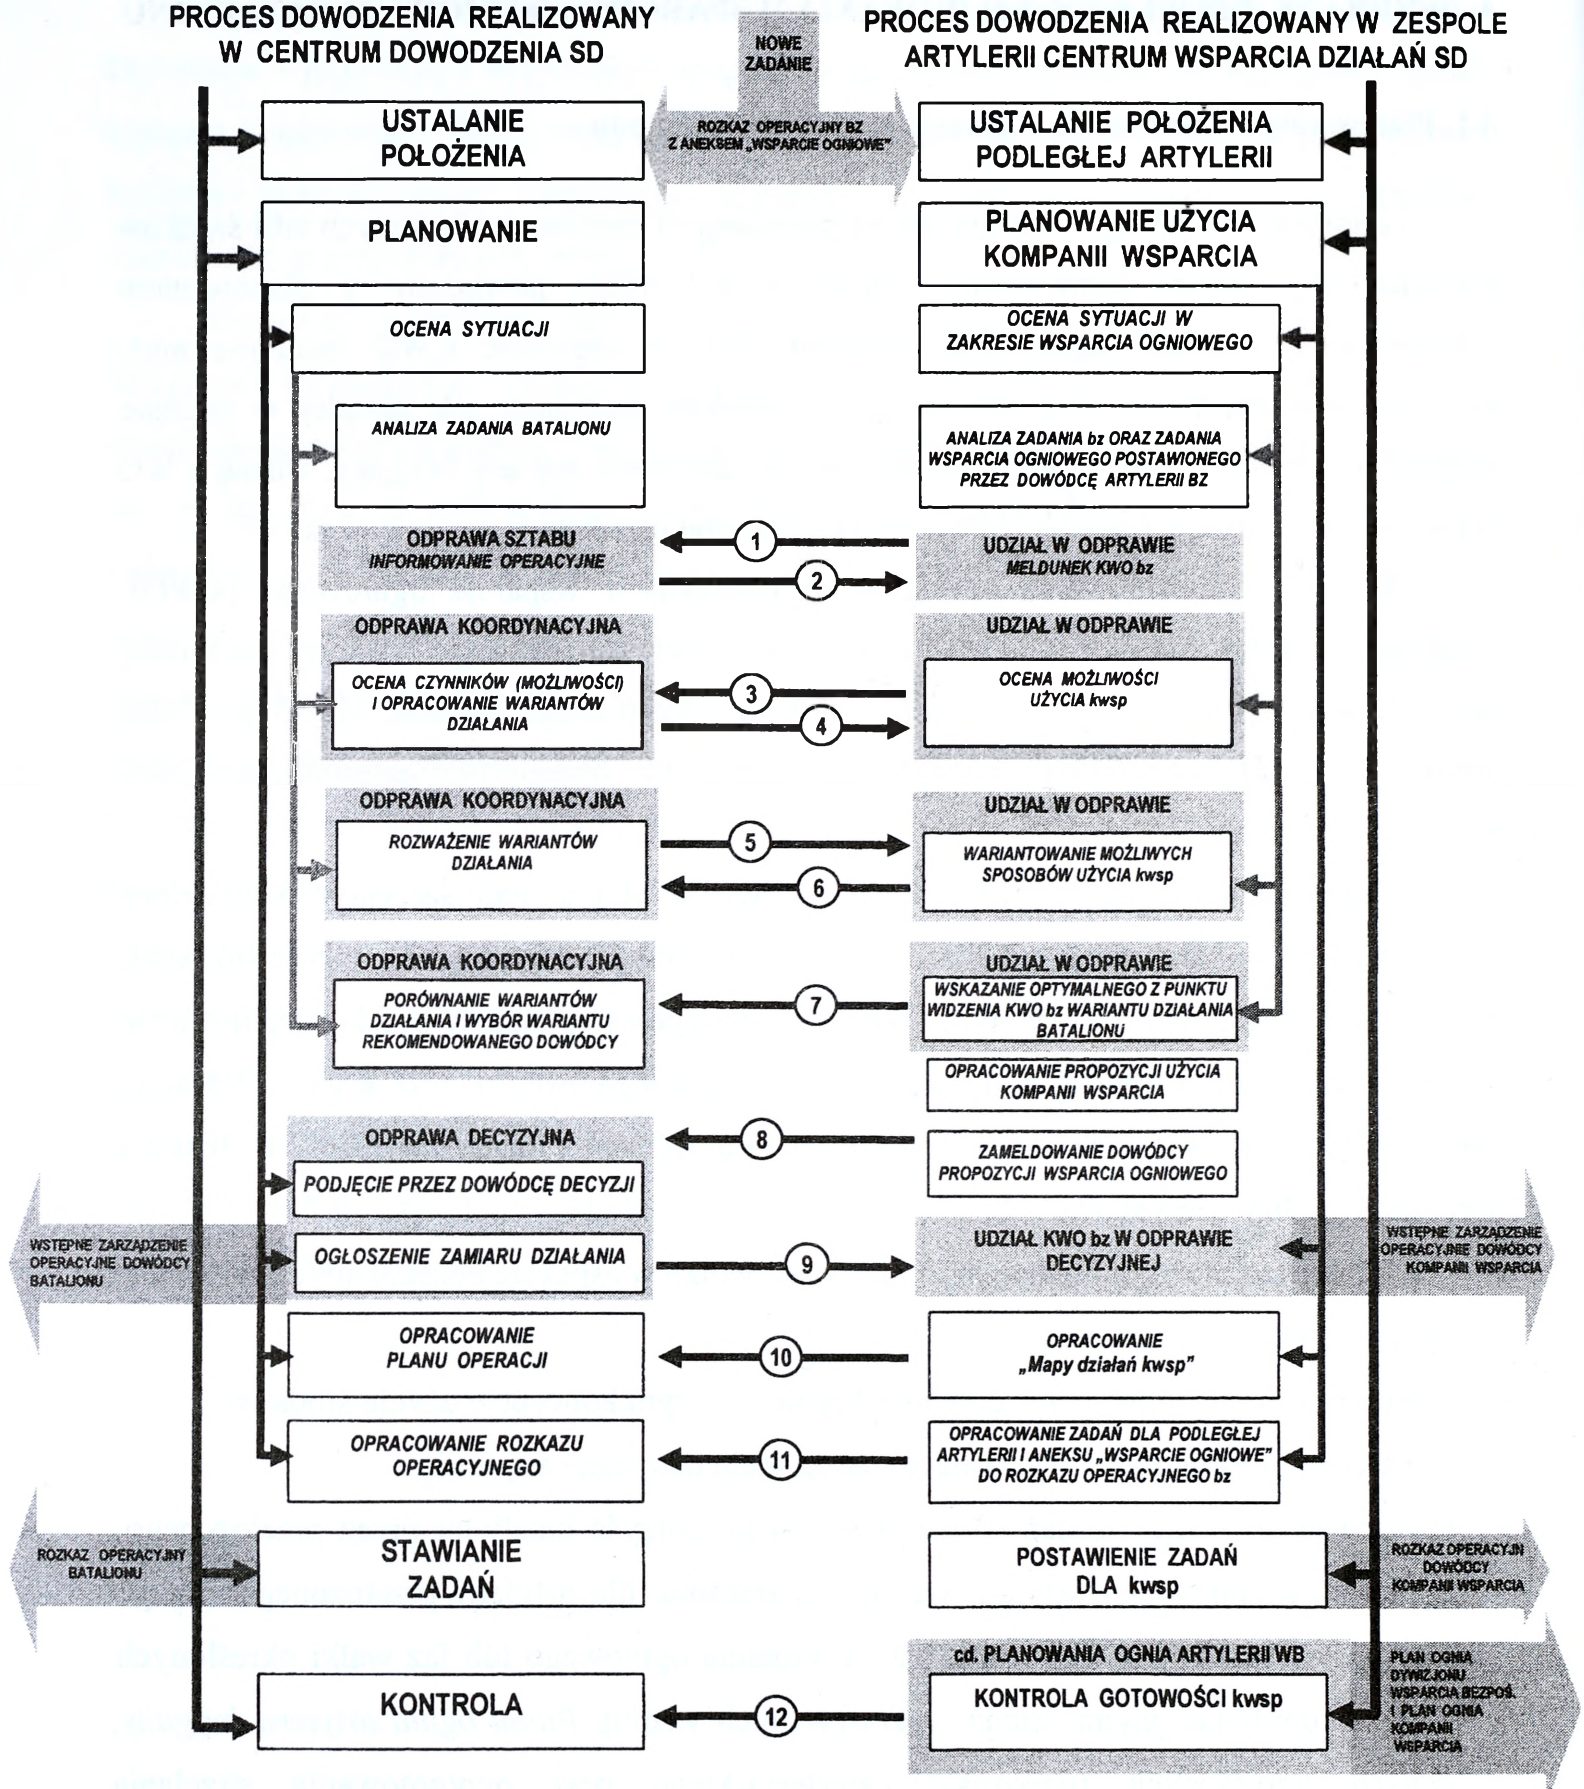 PROCES DOWODZENIA REALIZOWANY
W CENTRUM DOWODZENIA SD
PROCES DOWODZENIA REALIZOWANY W ZESPOLE
ARTYLERII CENTRUM WSPARCIA DZIAŁAŃ SD
NOWE
ZADANIE
ROZKAZ OPERACYJNY BZ
Z ANEKSEM „WSPARCIE OGNIOWE”
USTALANIE
POŁOŻENIA
USTALANIE POŁOŻENIA
PODLEGŁEJ ARTYLERII
PLANOWANIE
PLANOWANIE UŻYCIA
KOMPANII WSPARCIA
OCENA SYTUACJI
OCENA SYTUACJI W
ZAKRESIE WSPARCIA OGNIOWEGO
ANALIZA ZADANIA BATALIONU
ANALIZA ZADANIA bz ORAZ ZADANIA
WSPARCIA OGNIOWEGO POSTAWIONEGO
PRZEZ DOWÓDCĘ ARTYLERII BZ
ODPRAWA SZTABU
INFORMOWANIE OPERACYJNE
1
2
UDZIAŁ W ODPRAWIE
MELDUNEK KWO bz
ODPRAWA KOORDYNACYJNA
OCENA CZYNNIKÓW (MOŻLIWOŚCI)
I OPRACOWANIE WARIANTÓW
DZIAŁANIA
3
4
UDZIAŁ W ODPRAWIE
OCENA MOŻLIWOŚCI
UŻYCIA kwsp
ODPRAWA KOORDYNACYJNA
ROZWAŻENIE WARIANTÓW
DZIAŁANIA
5
6
UDZIAŁ W ODPRAWIE
WARIANTOWANIE MOŻLIWYCH
SPOSOBÓW UŻYCIA kwsp
ODPRAWA KOORDYNACYJNA
PORÓWNANIE WARIANTÓW
DZIAŁANIA I WYBÓR WARIANTU
REKOMENDOWANEGO DOWÓDCY
7
UDZIAŁ W ODPRAWIE
WSKAZANIE OPTYMALNEGO Z PUNKTU
WIDZENIA KWO bz WARIANTU DZIAŁANIA
BATALIONU
OPRACOWANIE PROPOZYCJI UŻYCIA
KOMPANII WSPARCIA
ODPRAWA DECYZYJNA
8
ZAMELDOWANIE DOWÓDCY
PROPOZYCJI WSPARCIA OGNIOWEGO
PODJĘCIE PRZEZ DOWÓDCĘ DECYZJI
WSTĘPNE ZARZĄDZENIE
OPERACYJNE DOWÓDCY
BATALIONU
OGŁOSZENIE ZAMIARU DZIAŁANIA
9
UDZIAŁ KWO bz W ODPRAWIE
DECYZYJNEJ
WSTĘPNE ZARZĄDZENIE
OPERACYJNE DOWÓDCY
KOMPANII WSPARCIA
OPRACOWANIE
PLANU OPERACJI
10
OPRACOWANIE
„Mapy działań kwsp”
OPRACOWANIE ROZKAZU
OPERACYJNEGO
11
OPRACOWANIE ZADAŃ DLA PODLEGŁEJ
ARTYLERII I ANEKSU „WSPARCIE OGNIOWE”
DO ROZKAZU OPERACYJNEGO bz
ROZKAZ OPERACYJNY
BATALIONU
STAWIANIE
ZADAŃ
POSTAWIENIE ZADAŃ
DLA kwsp
ROZKAZ OPERACYJN
DOWÓDCY
KOMPANII WSPARCIA
KONTROLA
12
cd. PLANOWANIA OGNIA ARTYLERII WB
KONTROLA GOTOWOŚCI kwsp
PLAN OGNIA
DYWIZJONU
WSPARCIA BEZPOŚ.
I PLAN OGNIA
KOMPANII
WSPARCIA